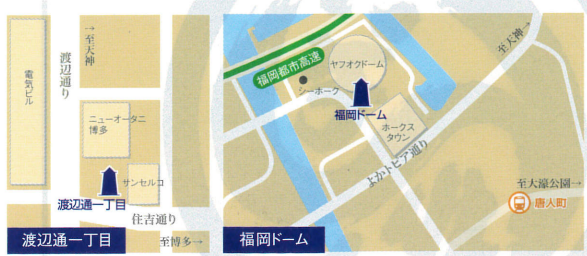 →至天神
渡辺通り
電気ビル
ニューオータニ
博多
サンセルコ
渡辺通一丁目
住吉通り
渡辺通一丁目
至博多→
至天神→
福岡都市高速
ヤフオクドーム
シーホーク
福岡ドーム
ホークス
タウン
よかトピア通り
至大濠公園→
唐人町
福岡ドーム